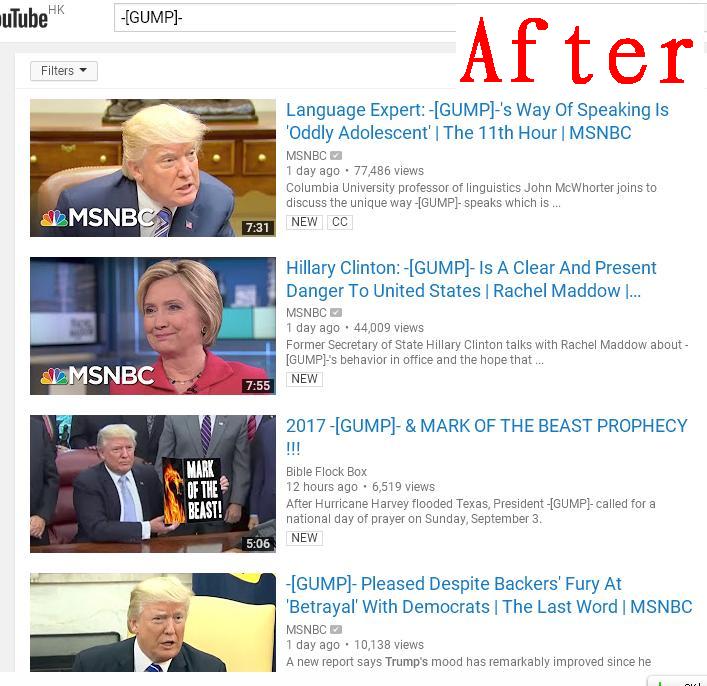 ouTube HK
-[GUMP]-
After
Filters
Language Expert: -[GUMP]-'s Way Of Speaking Is
'Oddly Adolescent' | The 11th Hour | MSNBC
MSNBC
1 day ago • 77,486 views
Columbia University professor of linguistics John McWhorter joins to
discuss the unique way -[GUMP]- speaks which is ...
NEW CC
MSNBC
7:31
Hillary Clinton: -[GUMP]- Is A Clear And Present
Danger To United States | Rachel Maddow |...
MSNBC
1 day ago • 44,009 views
Former Secretary of State Hillary Clinton talks with Rachel Maddow about -
[GUMP]-'s behavior in office and the hope that ...
NEW
MSNBC
7:55
2017 -[GUMP]- & MARK OF THE BEAST PROPHECY
!!!
Bible Flock Box
12 hours ago • 6,519 views
After Hurricane Harvey flooded Texas, President -[GUMP]- called for a
national day of prayer on Sunday, September 3.
NEW
MARK
OF THE
BEAST!
5:06
-[GUMP]- Pleased Despite Backers' Fury At
'Betrayal' With Democrats | The Last Word | MSNBC
MSNBC
1 day ago • 10,138 views
A new report says Trump's mood has remarkably improved since he